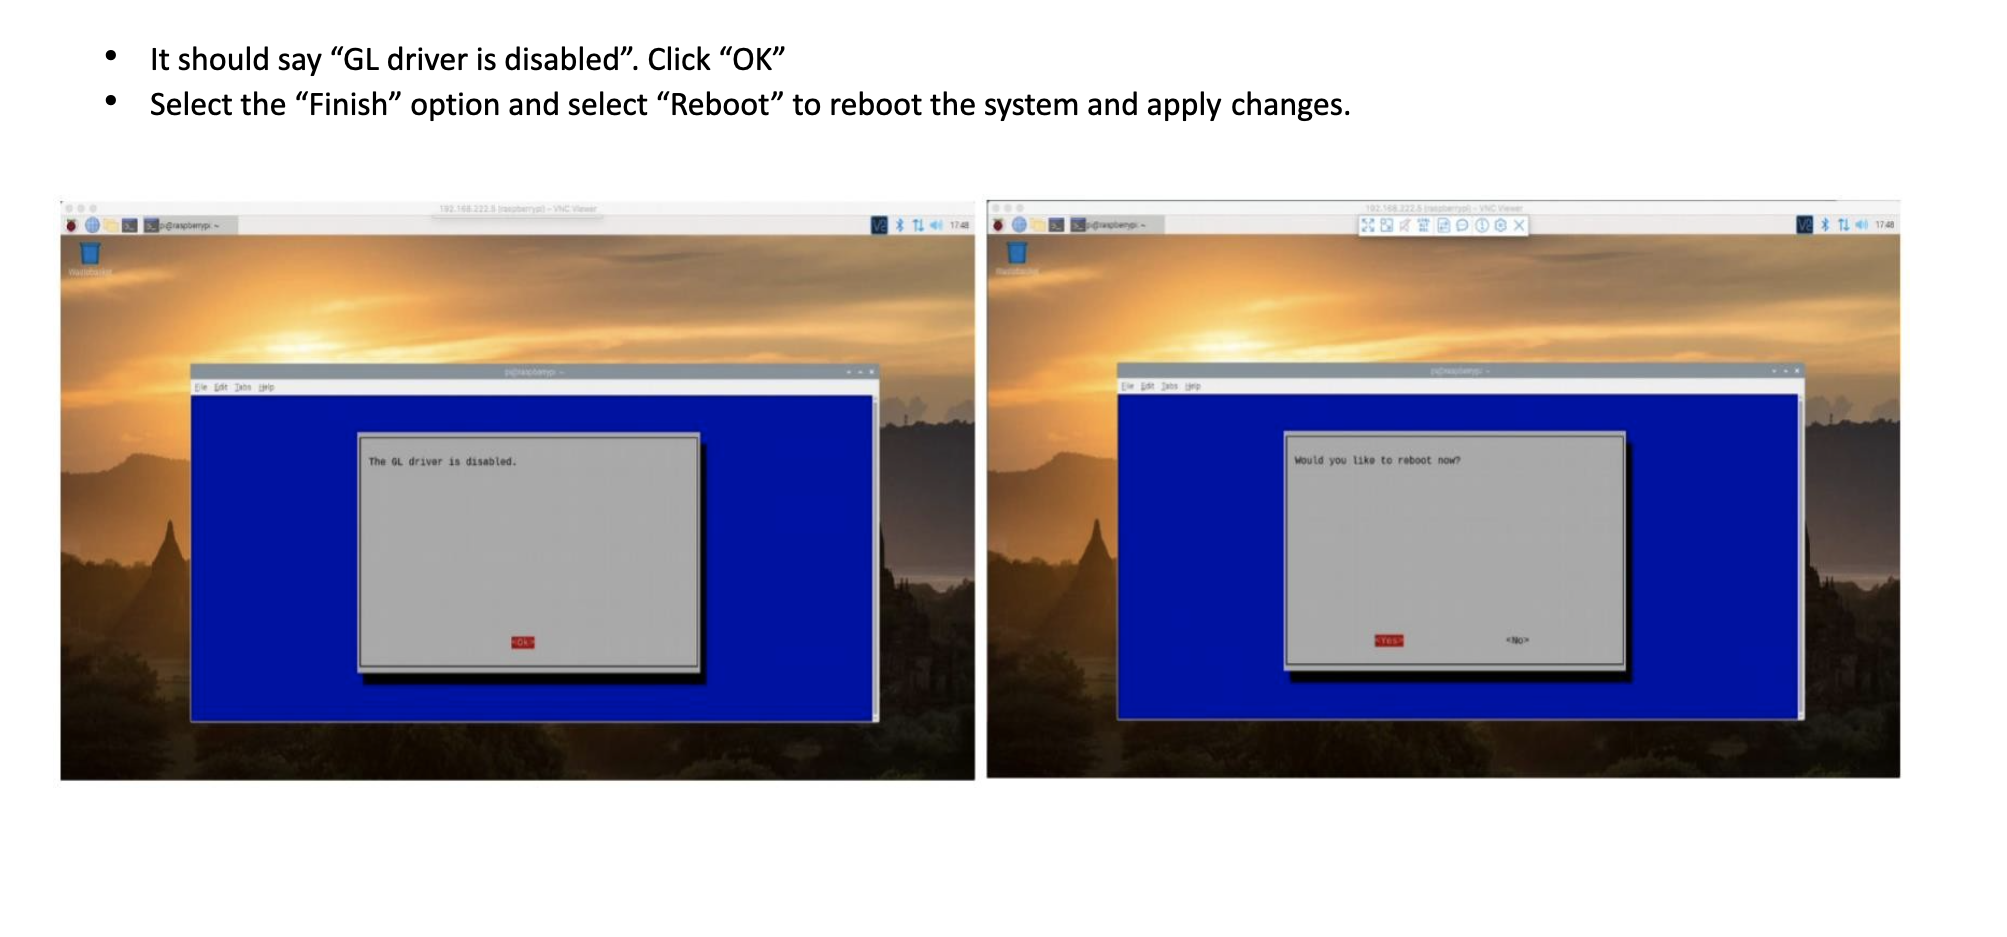 • It should say “GL driver is disabled”. Click “OK”
• Select the “Finish” option and select “Reboot” to reboot the system and apply changes.
192.168.222.5 (raspberrypi) – VNC Viewer
pi@raspberrypi: ~
17:48
Wastebasket
pi@raspberrypi: ~
File Edit Tabs Help
The GL driver is disabled.
<Ok>
192.168.222.5 (raspberrypi) – VNC Viewer
pi@raspberrypi: ~
17:48
Wastebasket
pi@raspberrypi: ~
File Edit Tabs Help
Would you like to reboot now?
<Yes> <No>